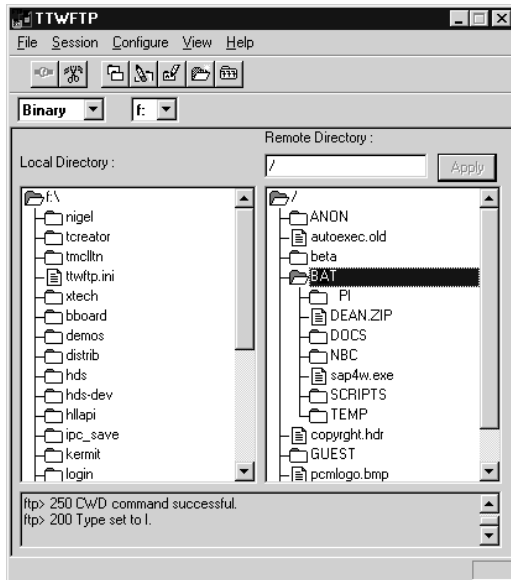 TTWFTP
File Session Configure View Help
Binary f:
Remote Directory :
Local Directory :
/ Apply
f:\
nigel
tcreator
tmclltn
ttwftp.ini
xtech
bboard
demos
distrib
hds
hds-dev
hllapi
ipc_save
kermit
login
/
ANON
autoexec.old
beta
BAT
PI
DEAN.ZIP
DOCS
NBC
sap4w.exe
SCRIPTS
TEMP
copyrght.hdr
GUEST
pcmlogo.bmp
ftp> 250 CWD command successful.
ftp> 200 Type set to I.